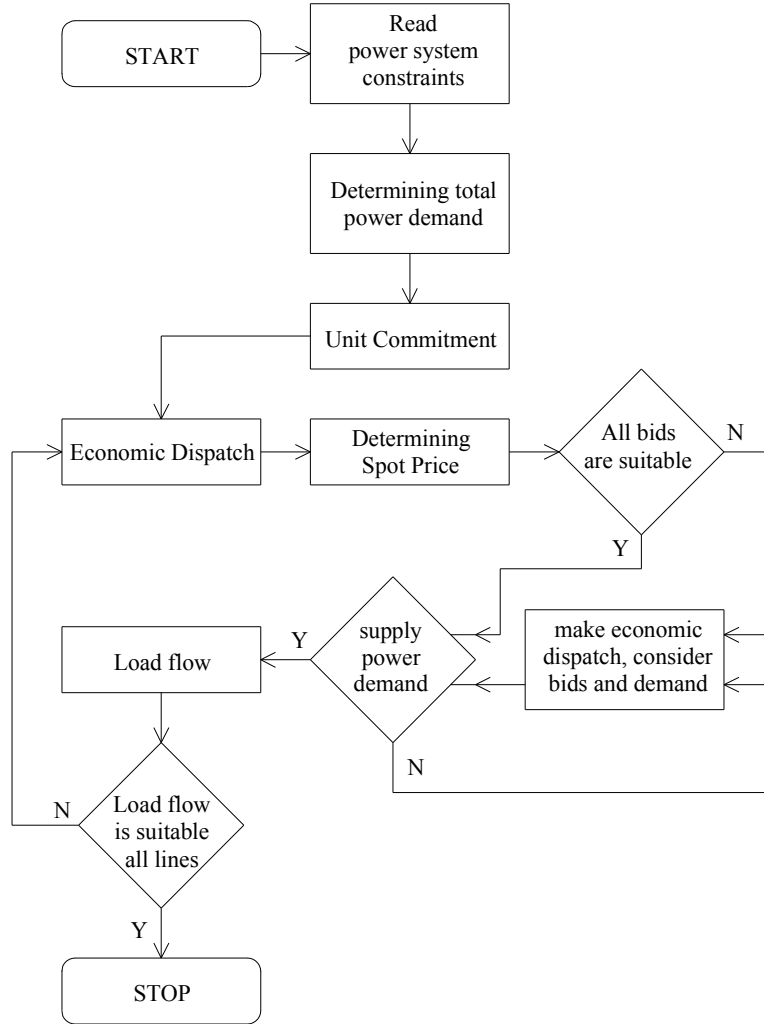 START
Read
power system
constraints
Determining total
power demand
Unit Commitment
Economic Dispatch
Determining
Spot Price
All bids
are suitable
N
Y
supply
power
demand
Y
N
make economic
dispatch, consider
bids and demand
Load flow
Load flow
is suitable
all lines
N
Y
STOP